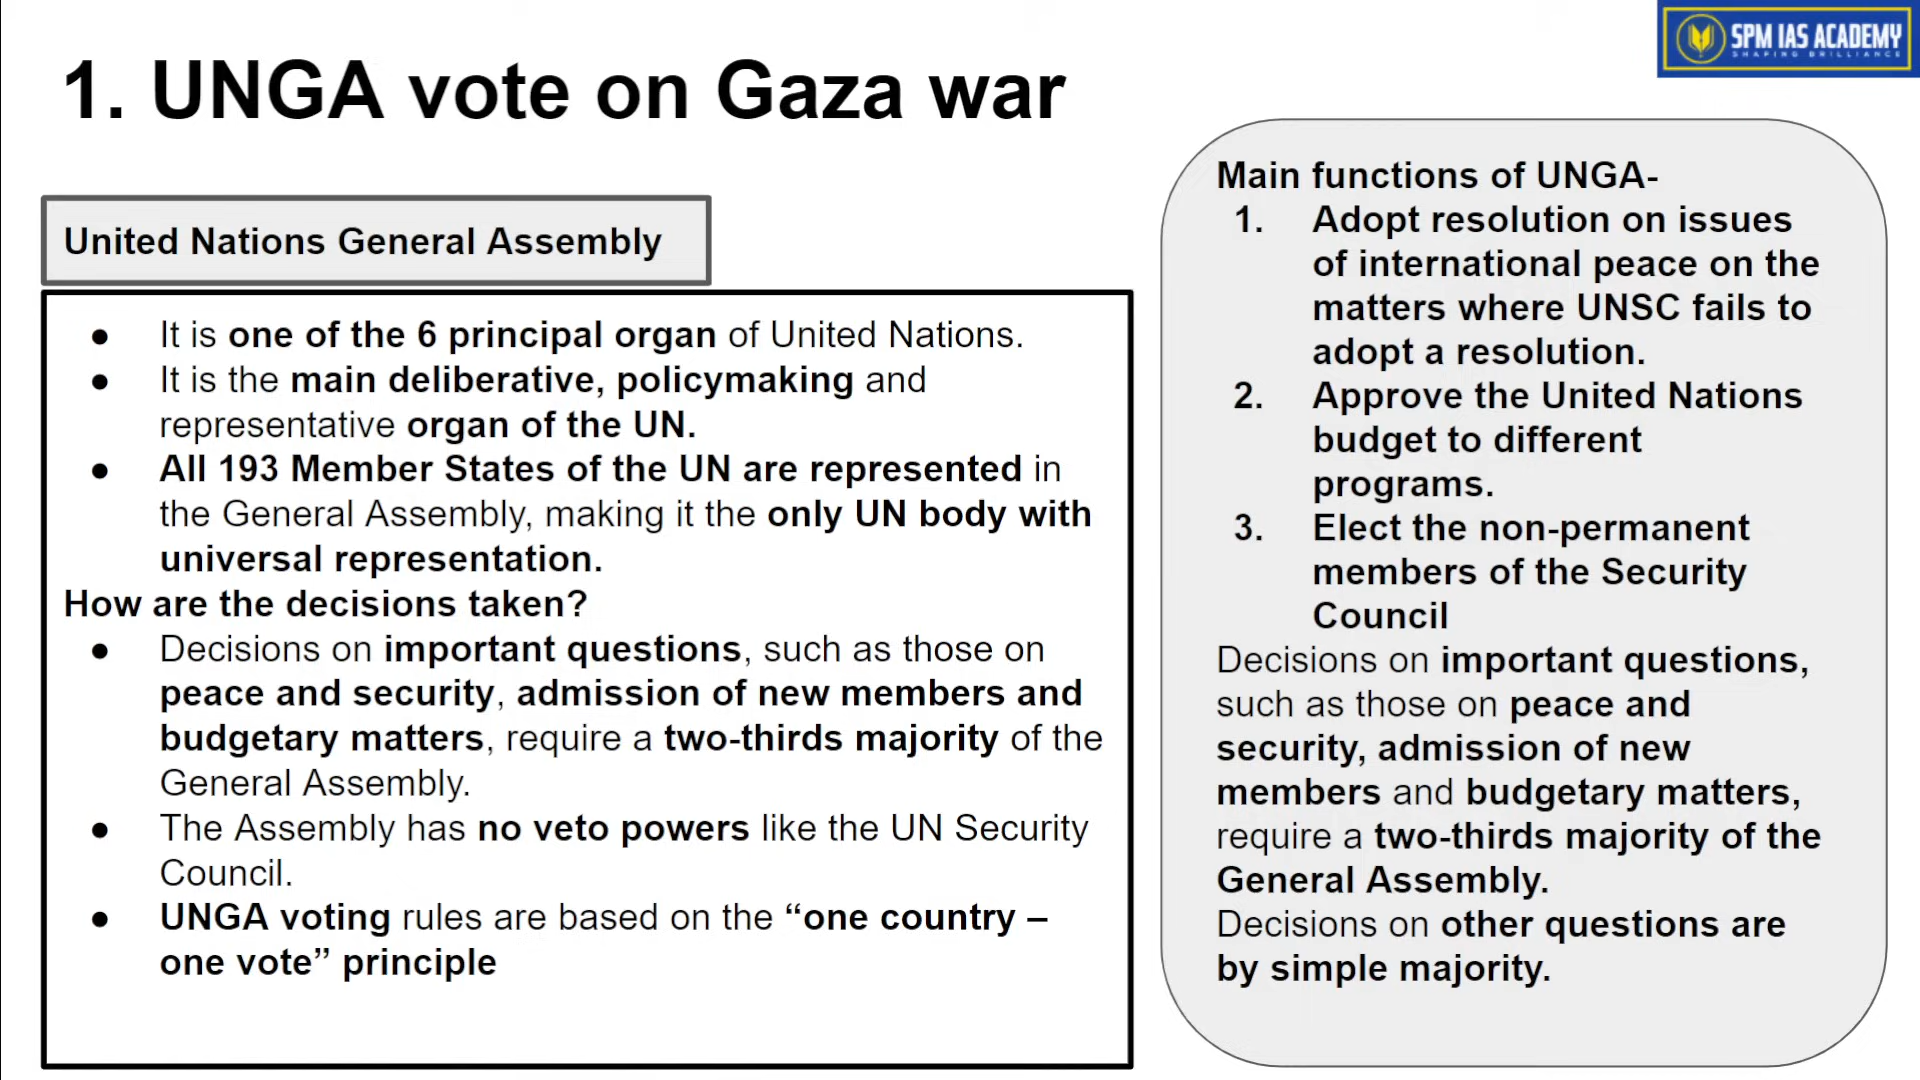 1. UNGA vote on Gaza war
SPM IAS ACADEMY
SHAPING BRILLIANCE
United Nations General Assembly
● It is one of the 6 principal organ of United Nations.
● It is the main deliberative, policymaking and
representative organ of the UN.
● All 193 Member States of the UN are represented in
the General Assembly, making it the only UN body with
universal representation.
How are the decisions taken?
● Decisions on important questions, such as those on
peace and security, admission of new members and
budgetary matters, require a two-thirds majority of the
General Assembly.
● The Assembly has no veto powers like the UN Security
Council.
● UNGA voting rules are based on the “one country –
one vote” principle
Main functions of UNGA-
1. Adopt resolution on issues
of international peace on the
matters where UNSC fails to
adopt a resolution.
2. Approve the United Nations
budget to different
programs.
3. Elect the non-permanent
members of the Security
Council
Decisions on important questions,
such as those on peace and
security, admission of new
members and budgetary matters,
require a two-thirds majority of the
General Assembly.
Decisions on other questions are
by simple majority.